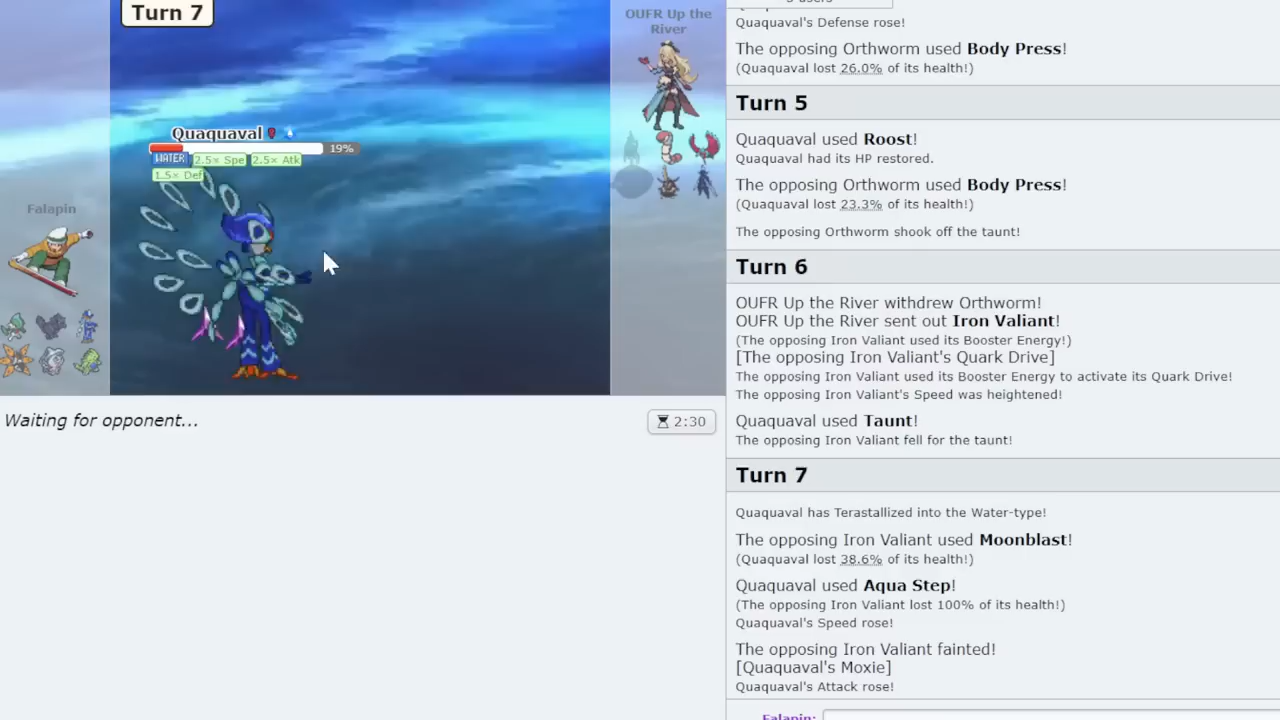 Turn 7
OUFR Up the
River
Quaquaval
19%
WATER 2.5× Spe 2.5× Atk
1.5× Def
Falapin
Waiting for opponent...
2:30
Quaquaval's Defense rose!
The opposing Orthworm used Body Press!
(Quaquaval lost 26.0% of its health!)
Turn 5
Quaquaval used Roost!
Quaquaval had its HP restored.
The opposing Orthworm used Body Press!
(Quaquaval lost 23.3% of its health!)
The opposing Orthworm shook off the taunt!
Turn 6
OUFR Up the River withdrew Orthworm!
OUFR Up the River sent out Iron Valiant!
(The opposing Iron Valiant used its Booster Energy!)
[The opposing Iron Valiant's Quark Drive]
The opposing Iron Valiant used its Booster Energy to activate its Quark Drive!
The opposing Iron Valiant's Speed was heightened!
Quaquaval used Taunt!
The opposing Iron Valiant fell for the taunt!
Turn 7
Quaquaval has Terastallized into the Water-type!
The opposing Iron Valiant used Moonblast!
(Quaquaval lost 38.6% of its health!)
Quaquaval used Aqua Step!
(The opposing Iron Valiant lost 100% of its health!)
Quaquaval's Speed rose!
The opposing Iron Valiant fainted!
[Quaquaval's Moxie]
Quaquaval's Attack rose!
Falapin: